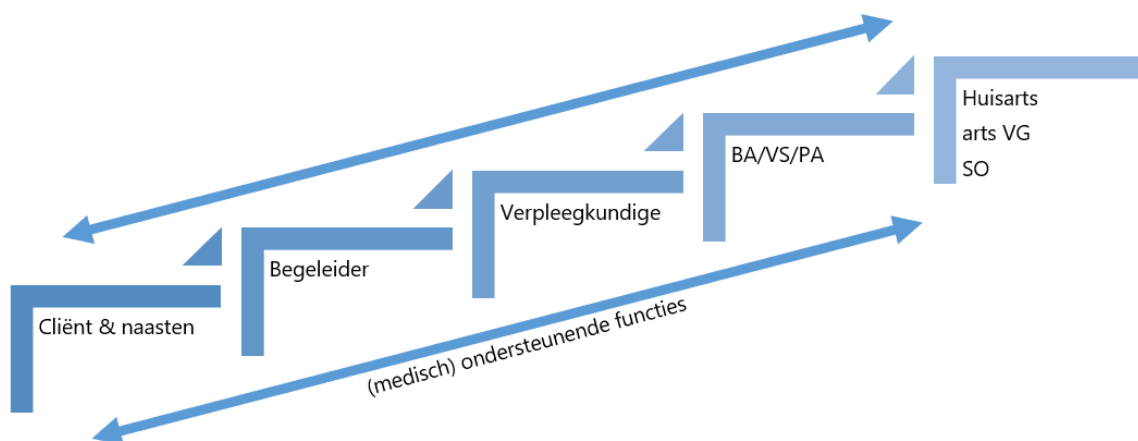 Cliënt & naasten
Begeleider
Verpleegkundige
BA/VS/PA
Huisarts
arts VG
SO
(medisch) ondersteunende functies